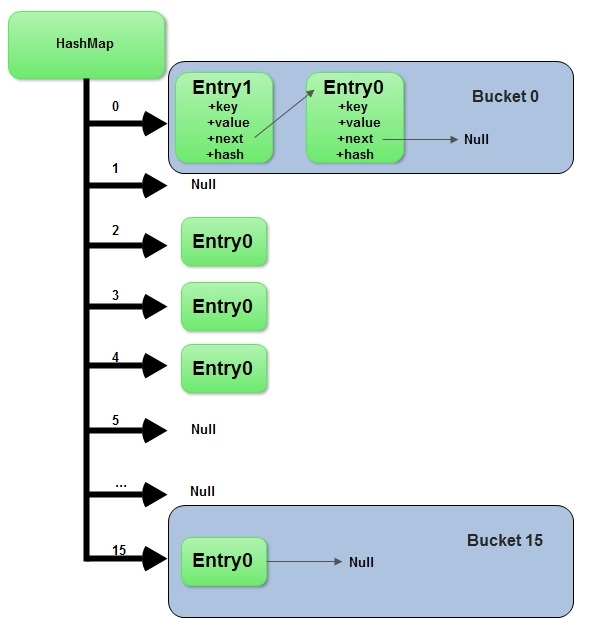 HashMap
0
Entry1
+key
+value
+next
+hash
Entry0
+key
+value
+next
+hash
Null
Bucket 0
1
Null
2
Entry0
3
Entry0
4
Entry0
5
Null
...
Null
15
Entry0
Null
Bucket 15